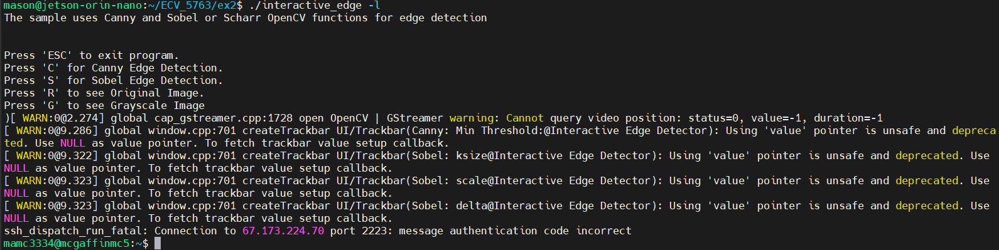 mason@jetson-orin-nano:~/ECV_5763/ex2$ ./interactive_edge -l
The sample uses Canny and Sobel or Scharr OpenCV functions for edge detection
Press 'ESC' to exit program.
Press 'C' for Canny Edge Detection.
Press 'S' for Sobel Edge Detection.
Press 'R' to see Original Image.
Press 'G' to see Grayscale Image
)[ WARN:0@2.274] global cap_gstreamer.cpp:1728 open OpenCV | GStreamer warning: Cannot query video position: status=0, value=-1, duration=-1
[ WARN:0@9.286] global window.cpp:701 createTrackbar UI/Trackbar(Canny: Min Threshold:@Interactive Edge Detector): Using 'value' pointer is unsafe and depreca
ted. Use NULL as value pointer. To fetch trackbar value setup callback.
[ WARN:0@9.322] global window.cpp:701 createTrackbar UI/Trackbar(Sobel: ksize@Interactive Edge Detector): Using 'value' pointer is unsafe and deprecated. Use
NULL as value pointer. To fetch trackbar value setup callback.
[ WARN:0@9.323] global window.cpp:701 createTrackbar UI/Trackbar(Sobel: scale@Interactive Edge Detector): Using 'value' pointer is unsafe and deprecated. Use
NULL as value pointer. To fetch trackbar value setup callback.
[ WARN:0@9.323] global window.cpp:701 createTrackbar UI/Trackbar(Sobel: delta@Interactive Edge Detector): Using 'value' pointer is unsafe and deprecated. Use
NULL as value pointer. To fetch trackbar value setup callback.
ssh_dispatch_run_fatal: Connection to 67.173.224.70 port 2223: message authentication code incorrect
mamc3334@mcgaffinmc5:~$